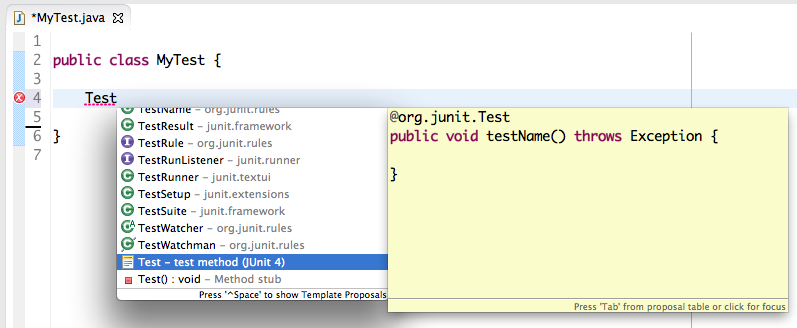 *MyTest.java
1
2 public class MyTest {
3
4 Test
5
6 }
7
TestName – org.junit.rules
TestResult – junit.framework
TestRule – org.junit.rules
TestRunListener – junit.runner
TestRunner – junit.textui
TestSetup – junit.extensions
TestSuite – junit.framework
TestWatcher – org.junit.rules
TestWatchman – org.junit.rules
Test – test method (JUnit 4)
Test() : void – Method stub
Press '^Space' to show Template Proposals
@org.junit.Test
public void testName() throws Exception {
}
Press 'Tab' from proposal table or click for focus